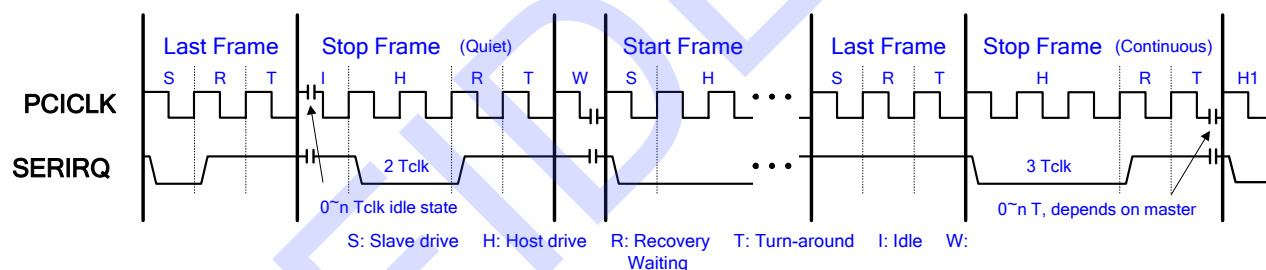 Last Frame Stop Frame (Quiet) Start Frame Last Frame Stop Frame (Continuous)
S R T I H R T W S H S R T H R T H1
PCICLK
SERIRQ 2 Tclk 3 Tclk
0~n Tclk idle state 0~n T, depends on master
S: Slave drive H: Host drive R: Recovery T: Turn-around I: Idle W:
Waiting